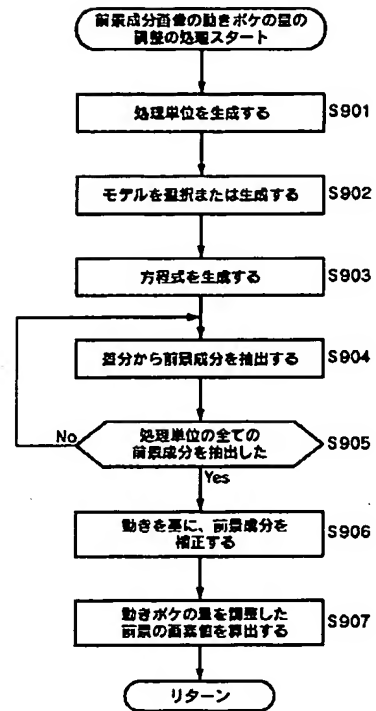 前景成分画像の動きボケの量の
調整の処理スタート
処理単位を生成する
S901
モデルを選択または生成する
S902
方程式を生成する
S903
差分から前景成分を抽出する
S904
処理単位の全ての
前景成分を抽出した
S905
No
Yes
動きを基に、前景成分を
補正する
S906
動きボケの量を調整した
前景の画素値を算出する
S907
リターン